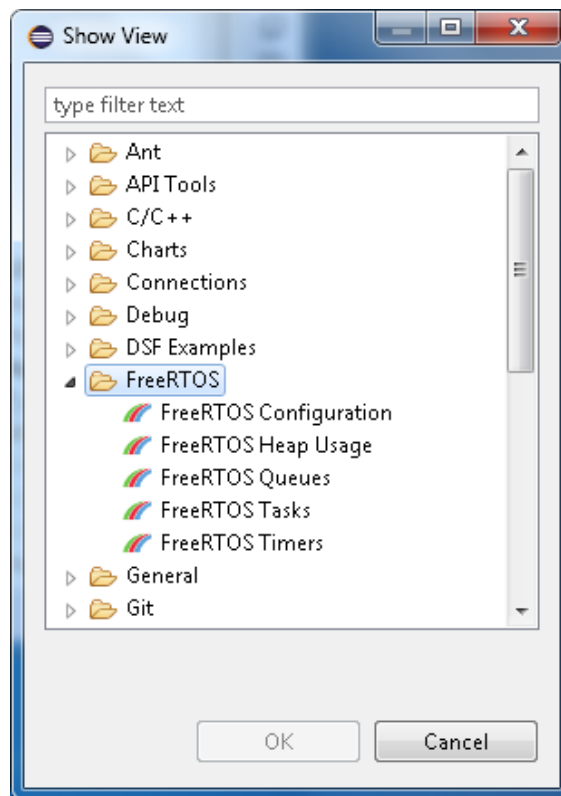 Show View
type filter text
Ant
API Tools
C/C++
Charts
Connections
Debug
DSF Examples
FreeRTOS
FreeRTOS Configuration
FreeRTOS Heap Usage
FreeRTOS Queues
FreeRTOS Tasks
FreeRTOS Timers
General
Git
OK
Cancel